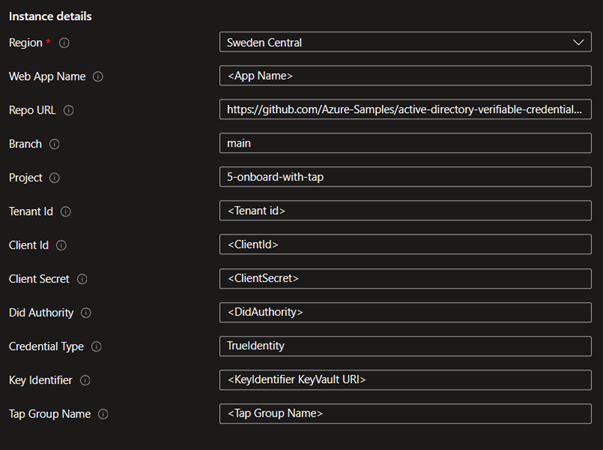 Instance details
Region * Sweden Central
Web App Name <App Name>
Repo URL https://github.com/Azure-Samples/active-directory-verifiable-credential...
Branch main
Project 5-onboard-with-tap
Tenant Id <Tenant id>
Client Id <ClientId>
Client Secret <ClientSecret>
Did Authority <DidAuthority>
Credential Type TrueIdentity
Key Identifier <KeyIdentifier KeyVault URI>
Tap Group Name <Tap Group Name>